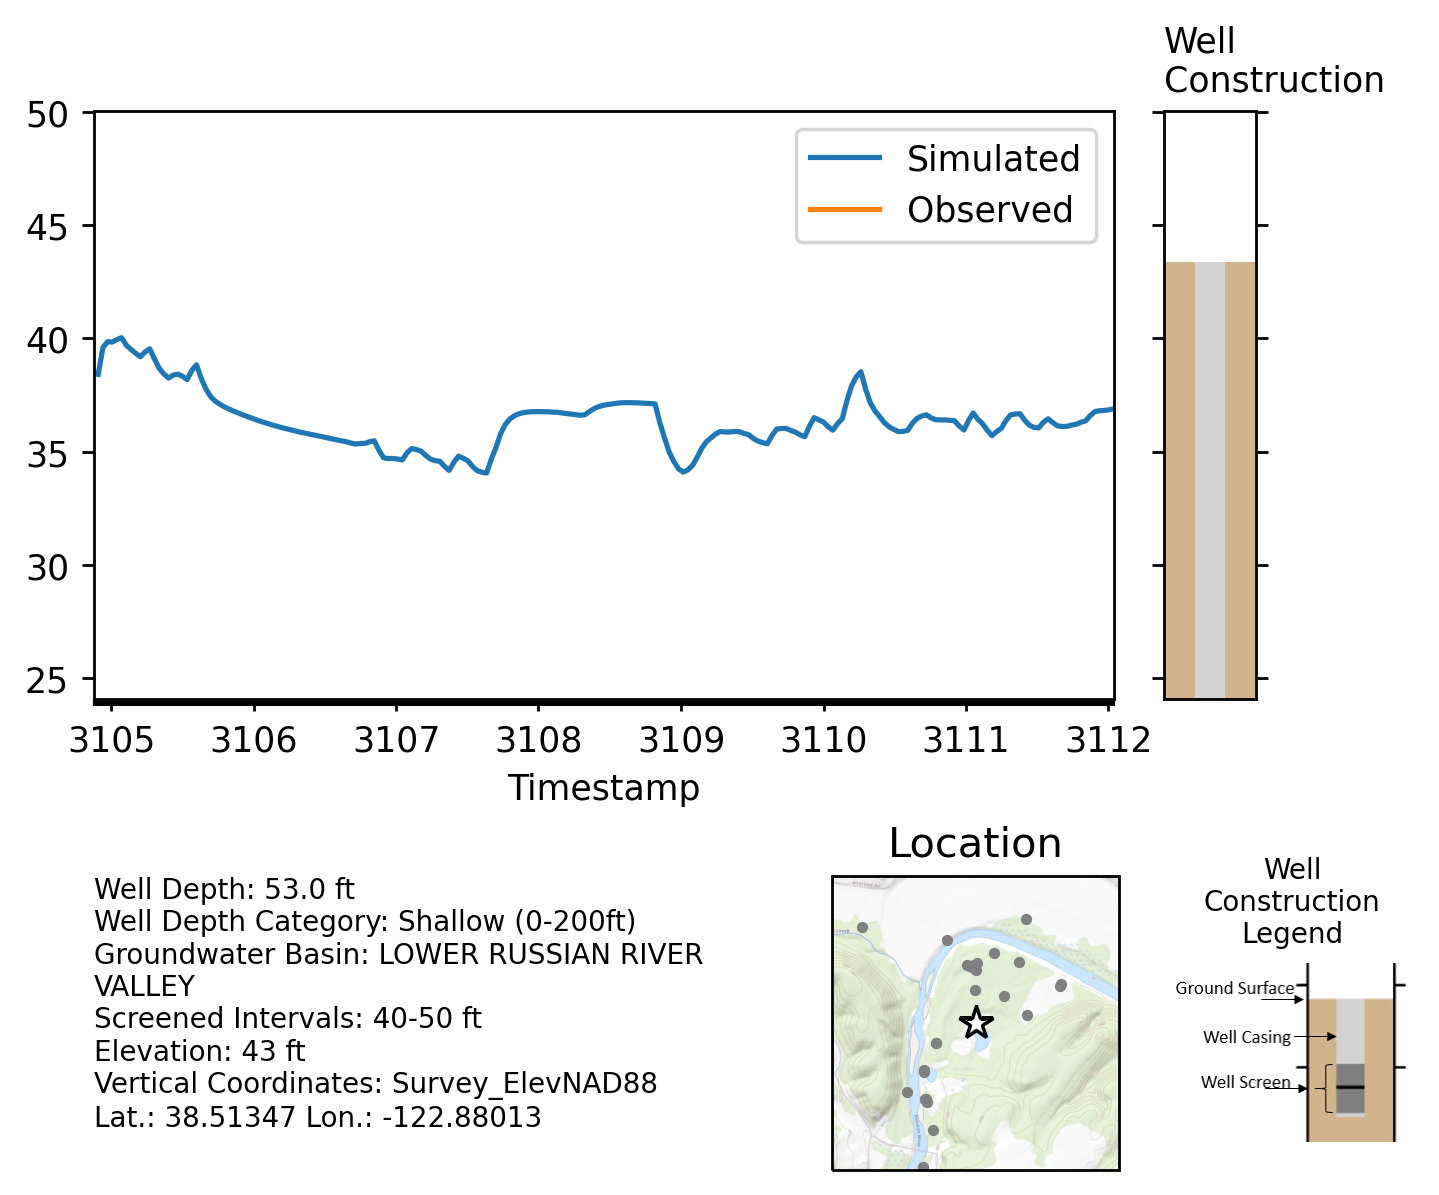 Well
Construction
50
45
40
35
30
25
Simulated
Observed
3105 3106 3107 3108 3109 3110 3111 3112
Timestamp
Well Depth: 53.0 ft
Well Depth Category: Shallow (0-200ft)
Groundwater Basin: LOWER RUSSIAN RIVER
VALLEY
Screened Intervals: 40-50 ft
Elevation: 43 ft
Vertical Coordinates: Survey_ElevNAD88
Lat.: 38.51347 Lon.: -122.88013
Location
Well
Construction
Legend
Ground Surface
Well Casing
Well Screen